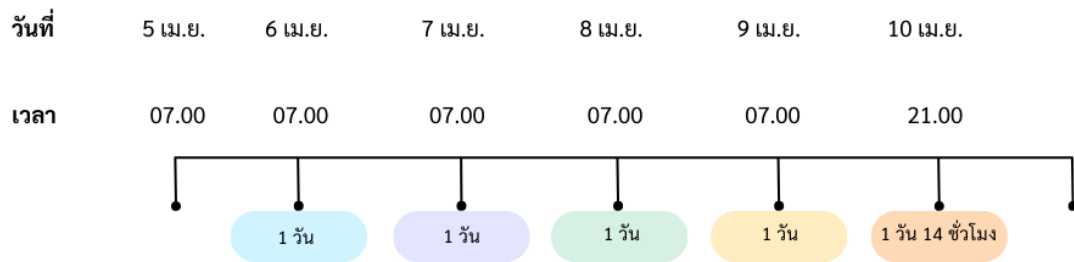 วันที่ 5 เม.ย. 6 เม.ย. 7 เม.ย. 8 เม.ย. 9 เม.ย. 10 เม.ย.
เวลา 07.00 07.00 07.00 07.00 07.00 21.00
1 วัน 1 วัน 1 วัน 1 วัน 1 วัน 14 ชั่วโมง